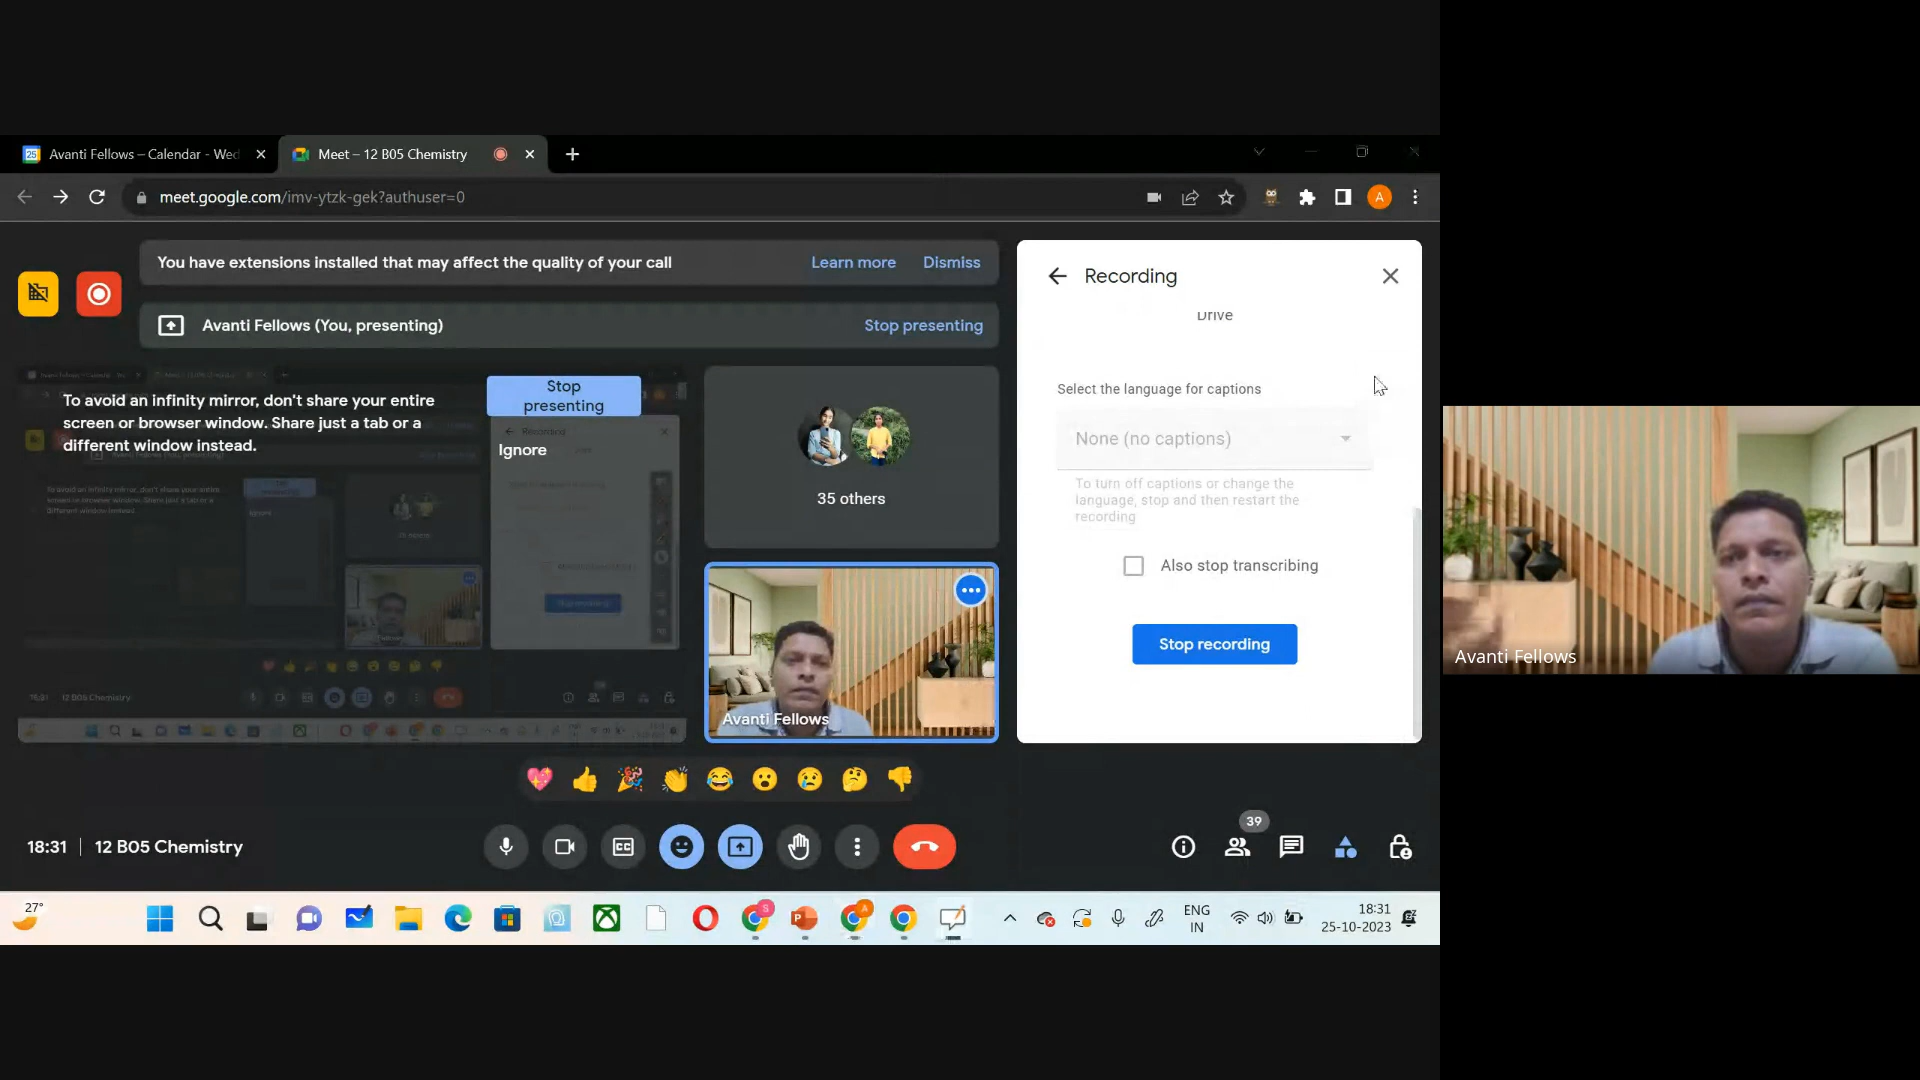 Avanti Fellows – Calendar - Wed
Meet – 12 B05 Chemistry
meet.google.com/imv-ytzk-gek?authuser=0
A
You have extensions installed that may affect the quality of your call
Learn more
Dismiss
Avanti Fellows (You, presenting)
Stop presenting
To avoid an infinity mirror, don't share your entire
screen or browser window. Share just a tab or a
different window instead.
Stop
presenting
Ignore
35 others
Avanti Fellows
Recording
Drive
Select the language for captions
None (no captions)
To turn off captions or change the
language, stop and then restart the
recording
Also stop transcribing
Stop recording
Avanti Fellows
18:31
12 B05 Chemistry
39
27°
ENG
IN
18:31
25-10-2023